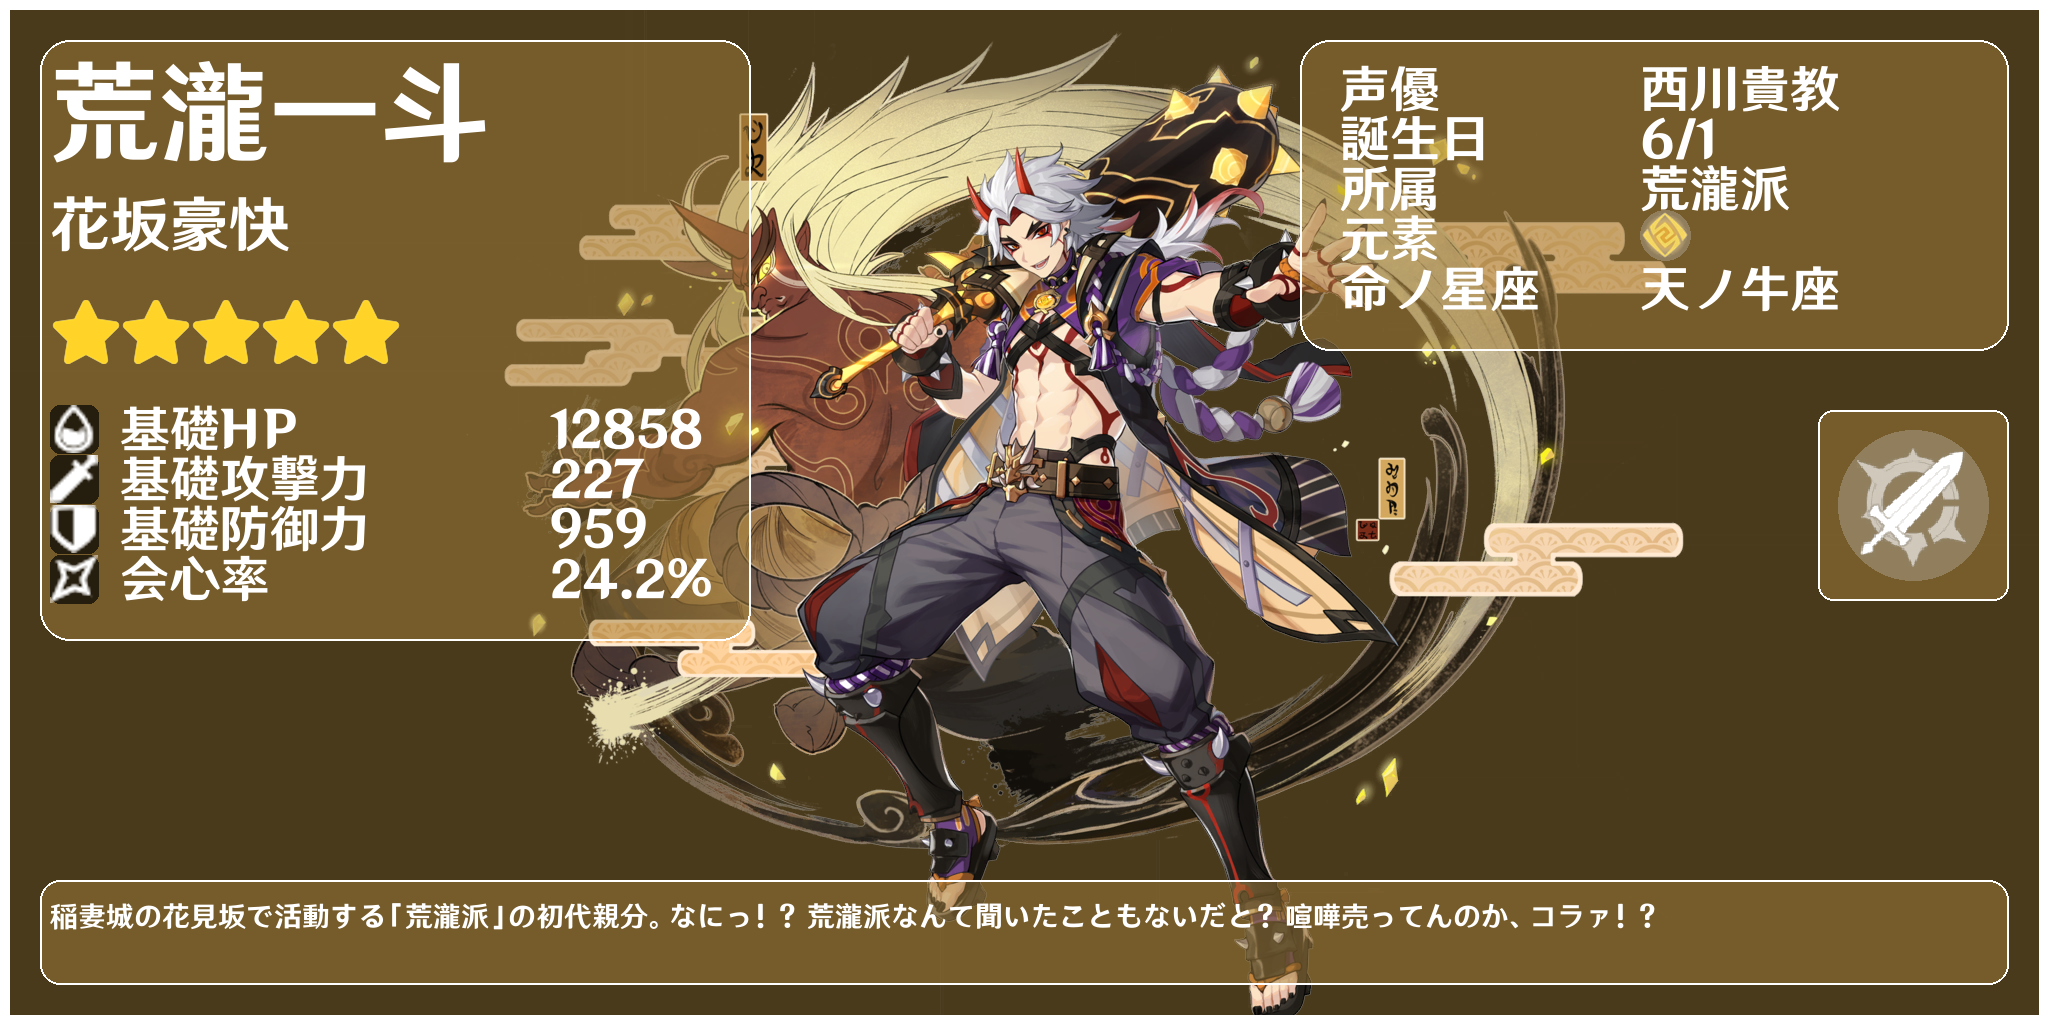 荒瀧一斗
花坂豪快
基礎HP 12858
基礎攻撃力 227
基礎防御力 959
会心率 24.2%
声優 西川貴教
誕生日 6/1
所属 荒瀧派
元素
命ノ星座 天ノ牛座
稲妻城の花見坂で活動する「荒瀧派」の初代親分。なにっ！？荒瀧派なんて聞いたこともないだと？喧嘩売ってんのか、コラァ！？